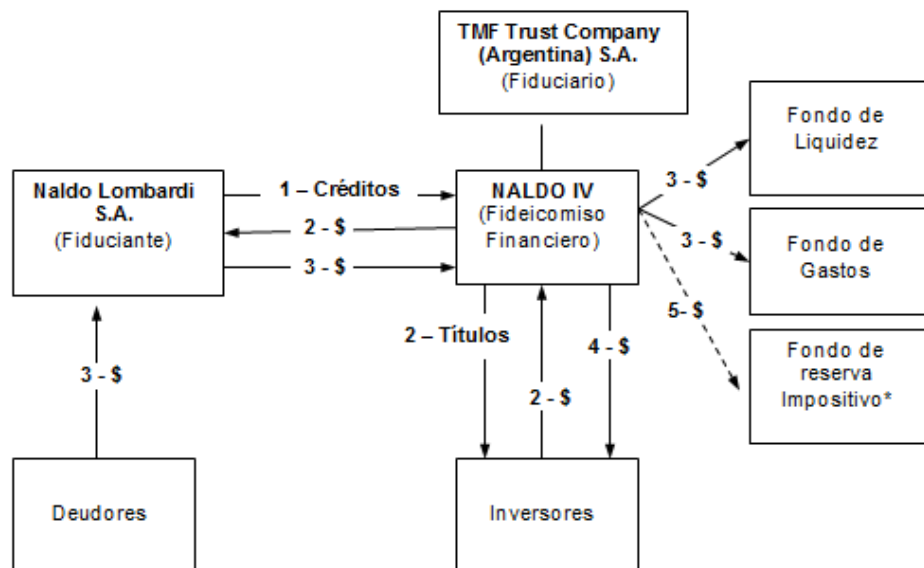 TMF Trust Company
(Argentina) S.A.
(Fiduciario)
Fondo de
Liquidez
Naldo Lombardi
S.A.
(Fiduciante)
1 – Créditos
2 - $
3 - $
NALDO IV
(Fideicomiso
Financiero)
3 - $
3 - $
5- $
Fondo de
Gastos
Fondo de
reserva
Impositivo*
3 - $
2 – Títulos
2 - $
4 - $
Deudores
Inversores